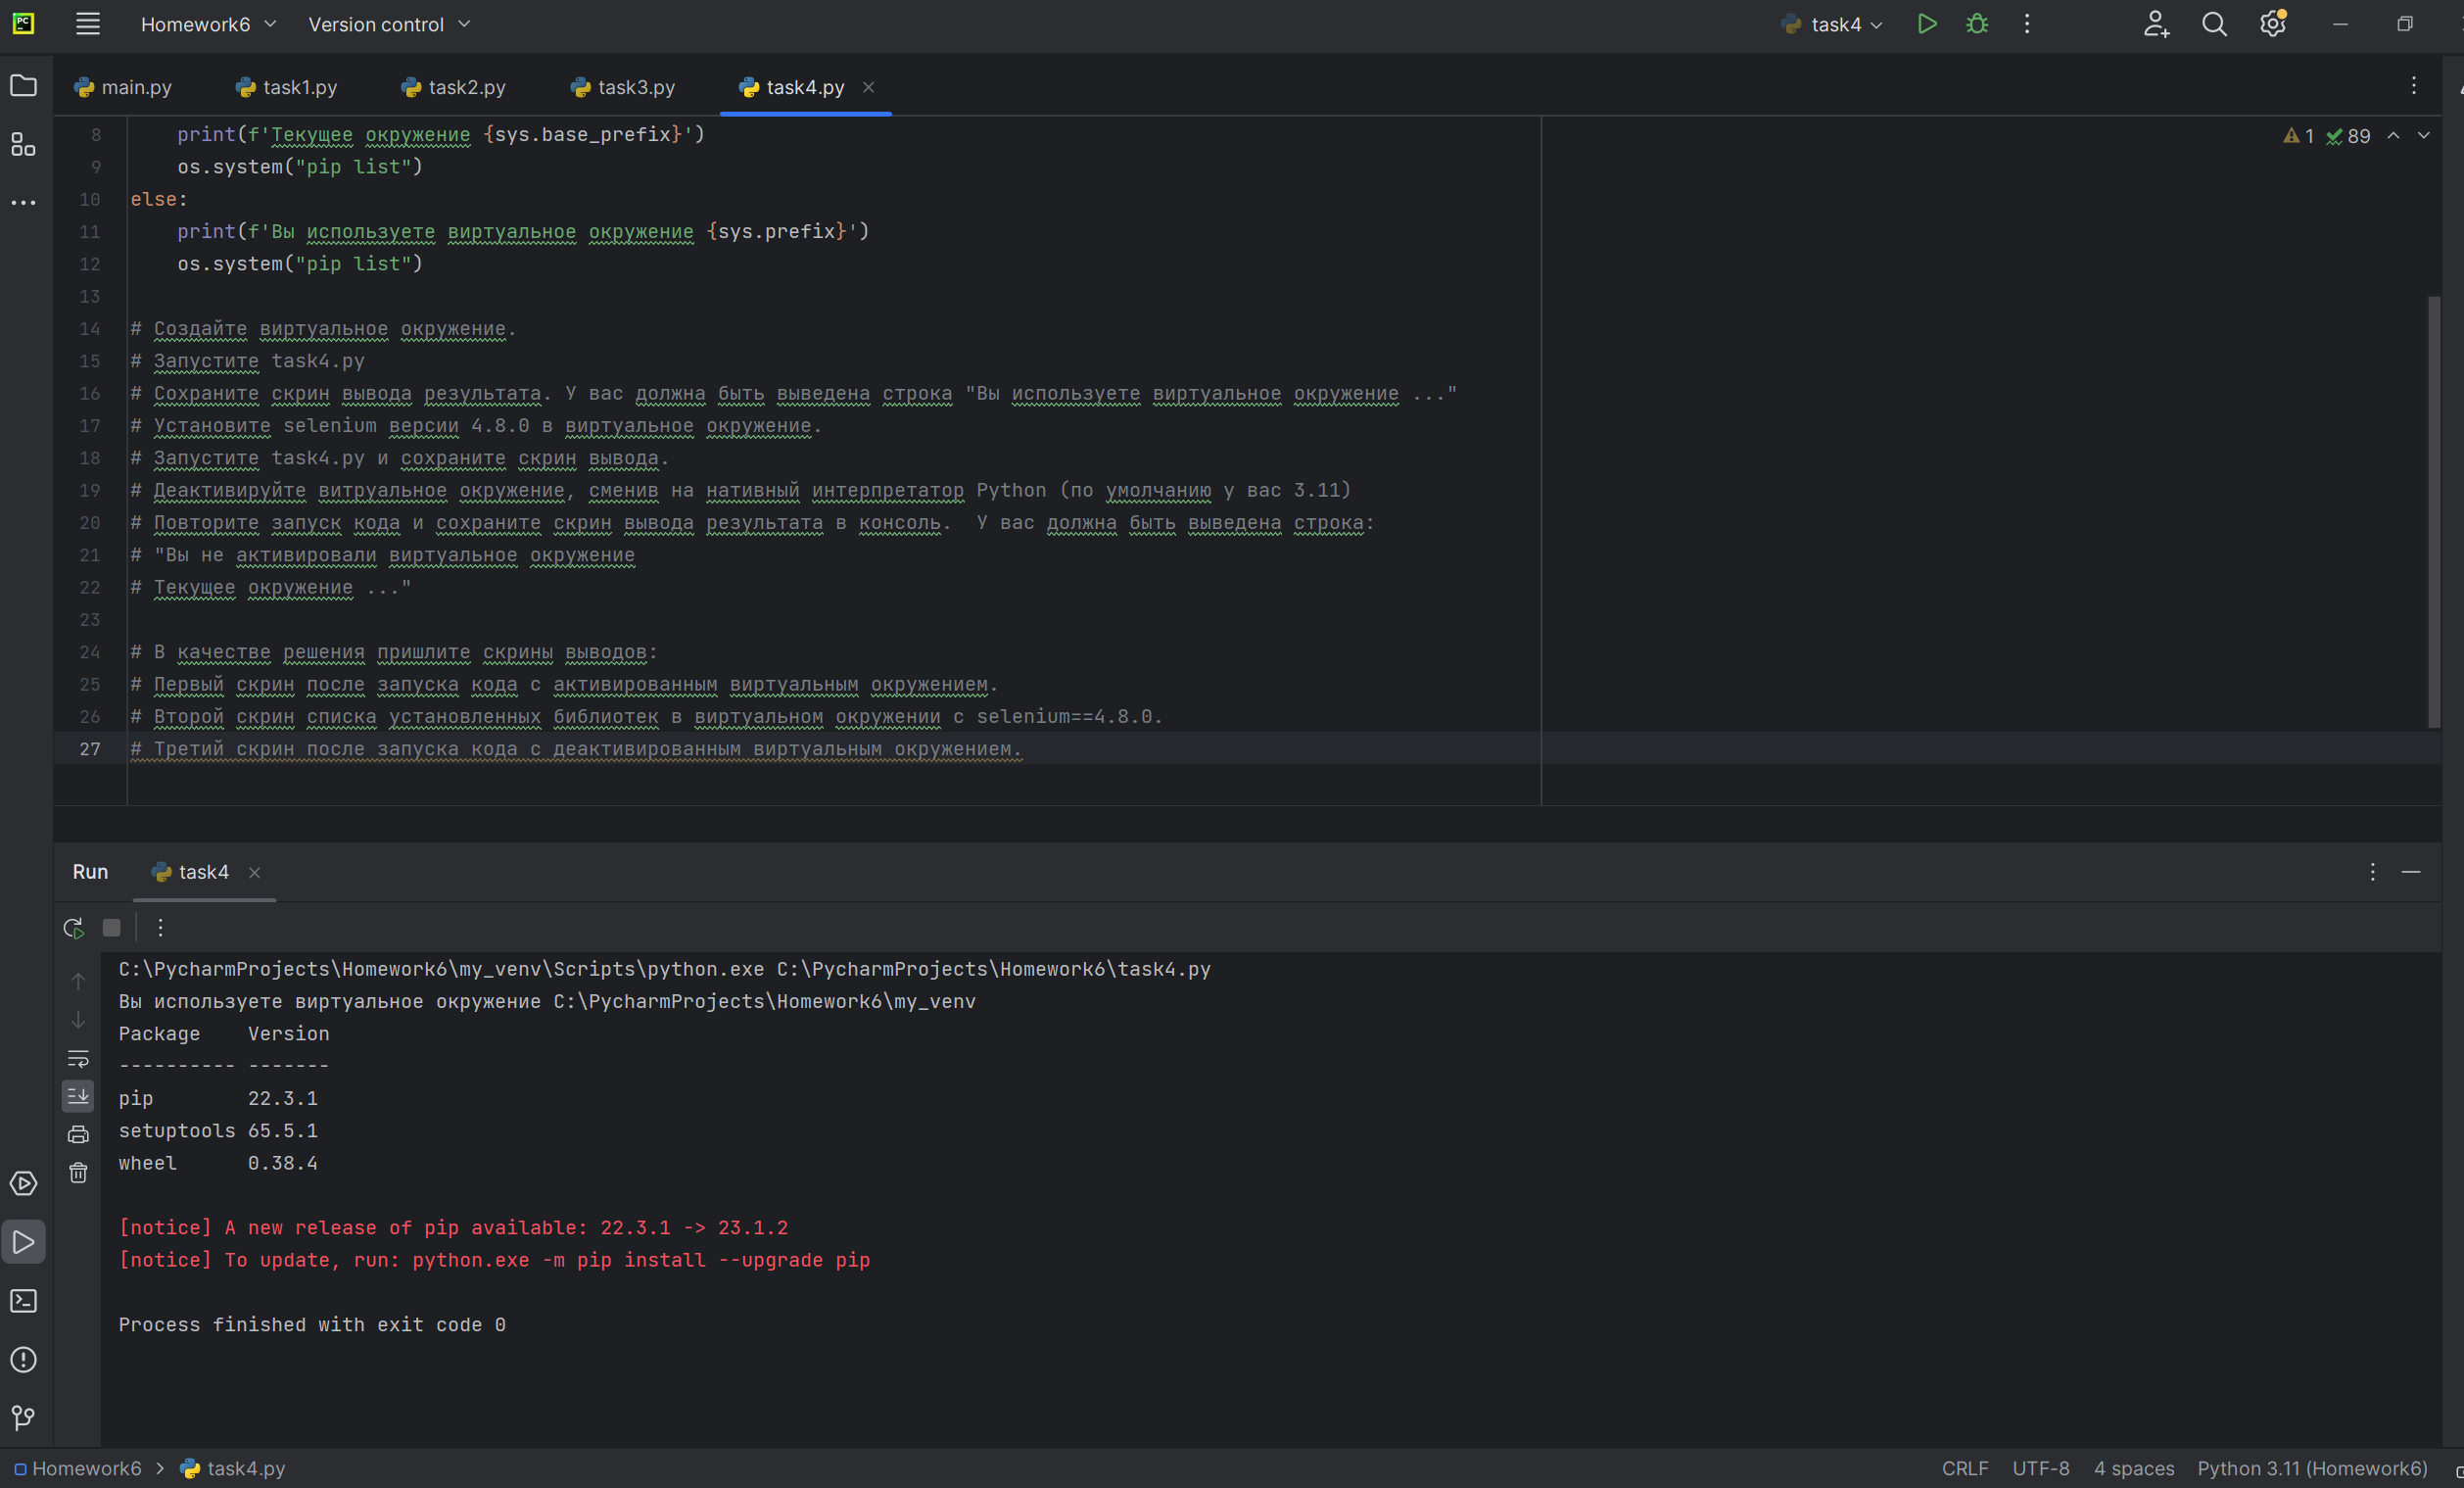 PC
Homework6 Version control task4
main.py task1.py task2.py task3.py task4.py
8 print(f'Текущее окружение {sys.base_prefix}') 1 89
9 os.system("pip list")
10 else:
11 print(f'Вы используете виртуальное окружение {sys.prefix}')
12 os.system("pip list")
13
14 # Создайте виртуальное окружение.
15 # Запустите task4.py
16 # Сохраните скрин вывода результата. У вас должна быть выведена строка "Вы используете виртуальное окружение ..."
17 # Установите selenium версии 4.8.0 в виртуальное окружение.
18 # Запустите task4.py и сохраните скрин вывода.
19 # Деактивируйте витруальное окружение, сменив на нативный интерпретатор Python (по умолчанию у вас 3.11)
20 # Повторите запуск кода и сохраните скрин вывода результата в консоль.  У вас должна быть выведена строка:
21 # "Вы не активировали виртуальное окружение
22 # Текущее окружение ..."
23
24 # В качестве решения пришлите скрины выводов:
25 # Первый скрин после запуска кода с активированным виртуальным окружением.
26 # Второй скрин списка установленных библиотек в виртуальном окружении с selenium==4.8.0.
27 # Третий скрин после запуска кода с деактивированным виртуальным окружением.
Run task4
C:\PycharmProjects\Homework6\my_venv\Scripts\python.exe C:\PycharmProjects\Homework6\task4.py
Вы используете виртуальное окружение C:\PycharmProjects\Homework6\my_venv
Package    Version
---------- -------
pip        22.3.1
setuptools 65.5.1
wheel      0.38.4
[notice] A new release of pip available: 22.3.1 -> 23.1.2
[notice] To update, run: python.exe -m pip install --upgrade pip
Process finished with exit code 0
Homework6 > task4.py CRLF UTF-8 4 spaces Python 3.11 (Homework6)